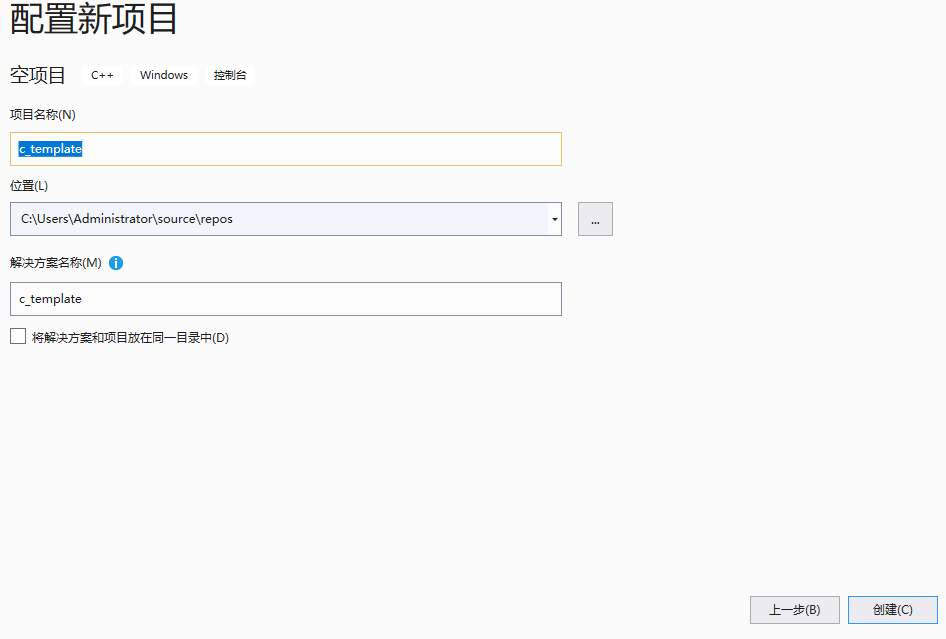 配置新项目
空项目 C++ Windows 控制台
项目名称(N)
c_template
位置(L)
C:\Users\Administrator\source\repos
...
解决方案名称(M) i
c_template
将解决方案和项目放在同一目录中(D)
上一步(B) 创建(C)